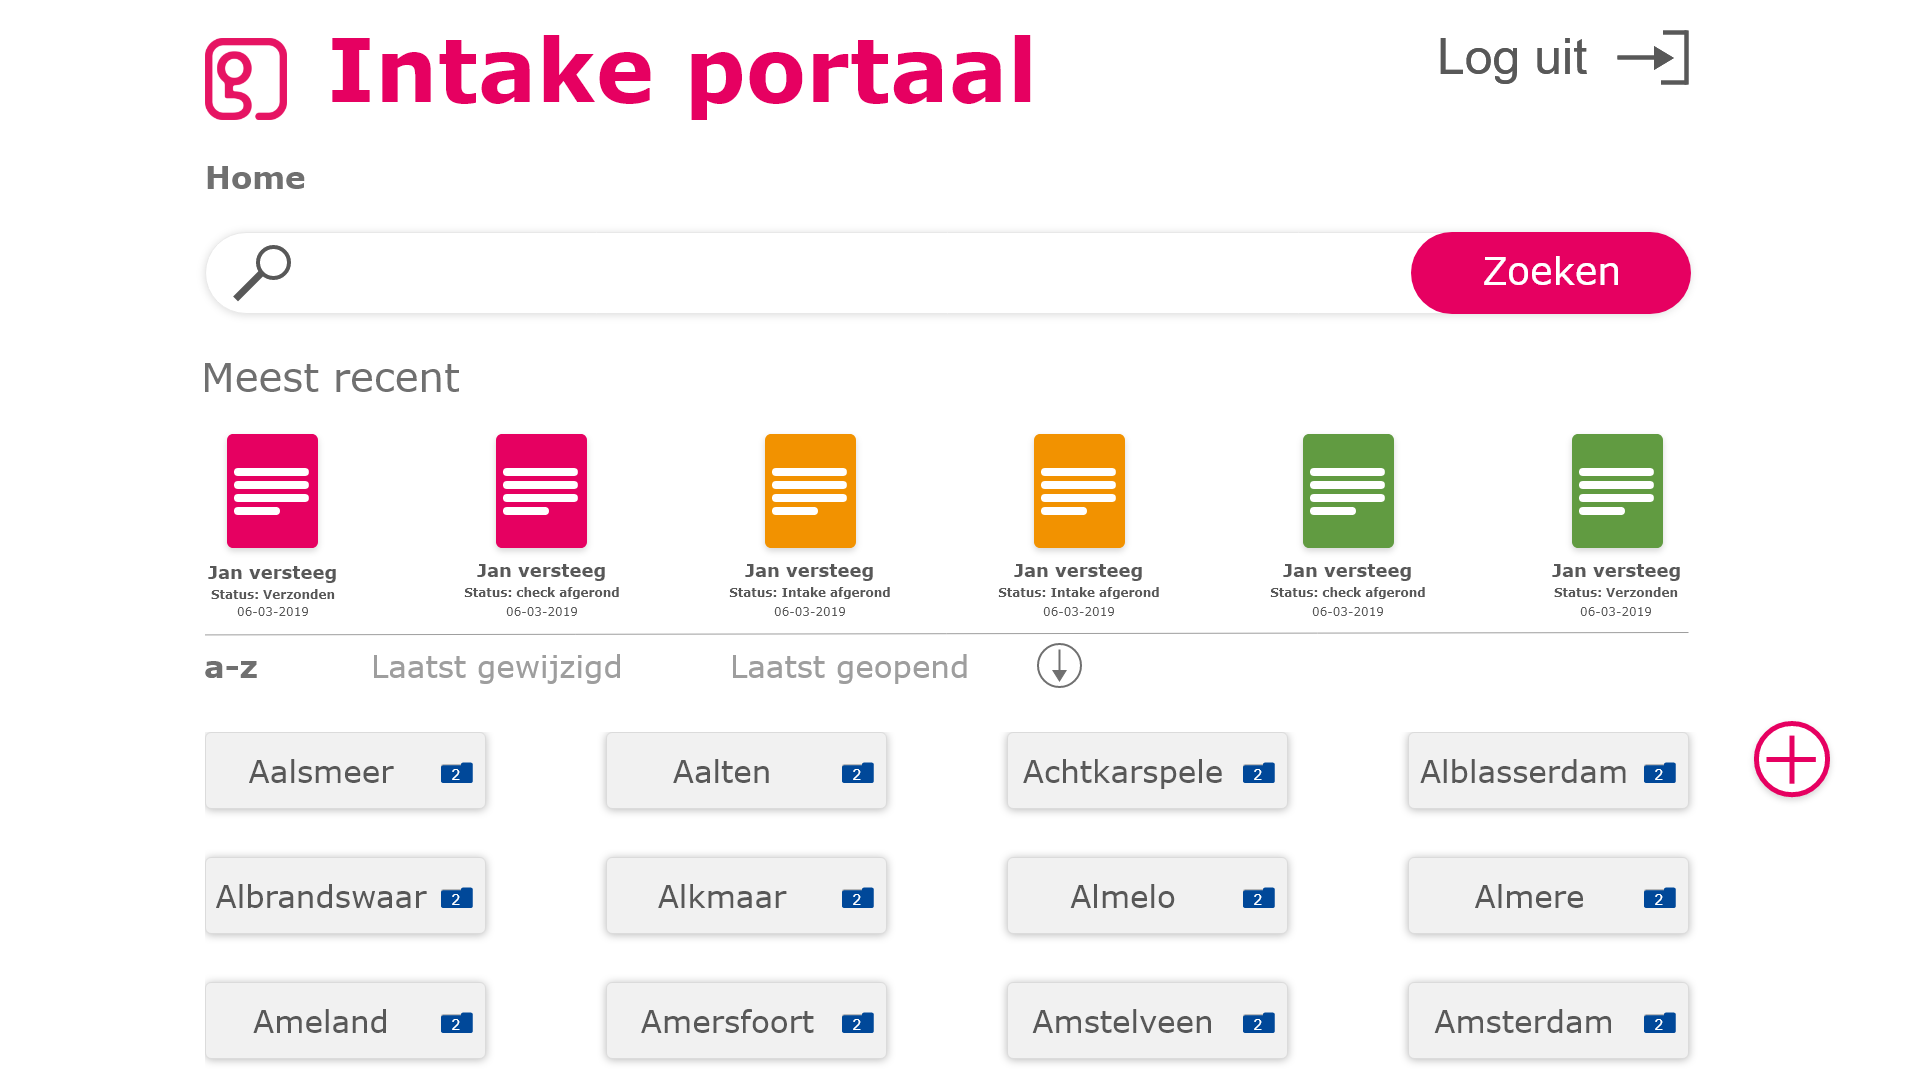 Intake portaal
Log uit
Home
Zoeken
Meest recent
Jan versteeg
Status: Verzonden
06-03-2019
Jan versteeg
Status: check afgerond
06-03-2019
Jan versteeg
Status: Intake afgerond
06-03-2019
Jan versteeg
Status: Intake afgerond
06-03-2019
Jan versteeg
Status: check afgerond
06-03-2019
Jan versteeg
Status: Verzonden
06-03-2019
a-z Laatst gewijzigd Laatst geopend
Aalsmeer 2
Aalten 2
Achtkarspele 2
Alblasserdam 2
Albrandswaar 2
Alkmaar 2
Almelo 2
Almere 2
Ameland 2
Amersfoort 2
Amstelveen 2
Amsterdam 2